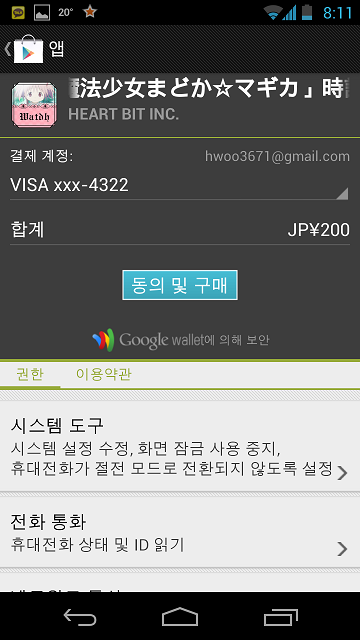 20°
8:11
앱
魔法少女まどか☆マギカ」時
Watch
HEART BIT INC.
결제 계정: hwoo3671@gmail.com
VISA xxx-4322
합계 JP¥200
동의 및 구매
Google wallet에 의해 보안
권한 이용약관
시스템 도구
시스템 설정 수정, 화면 잠금 사용 중지,
휴대전화가 절전 모드로 전환되지 않도록 설정
전화 통화
휴대전화 상태 및 ID 읽기